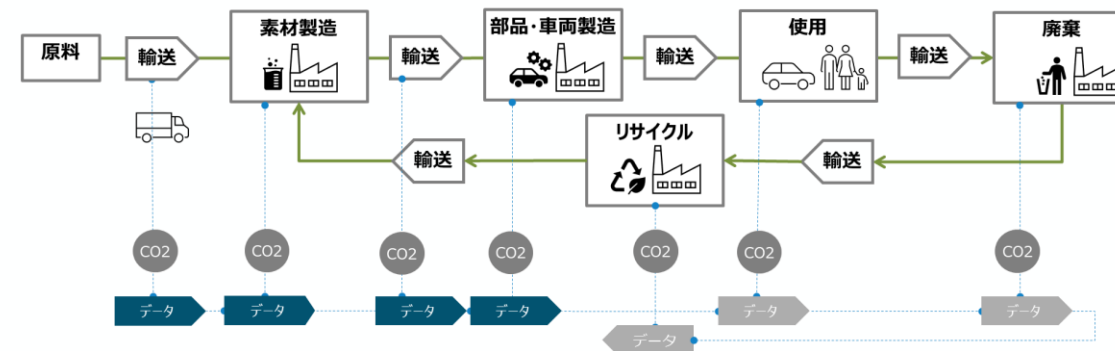 原料
輸送
素材製造
輸送
部品・車両製造
輸送
使用
輸送
廃棄
輸送
リサイクル
輸送
CO2
CO2
CO2
CO2
CO2
CO2
CO2
データ
データ
データ
データ
データ
データ
データ